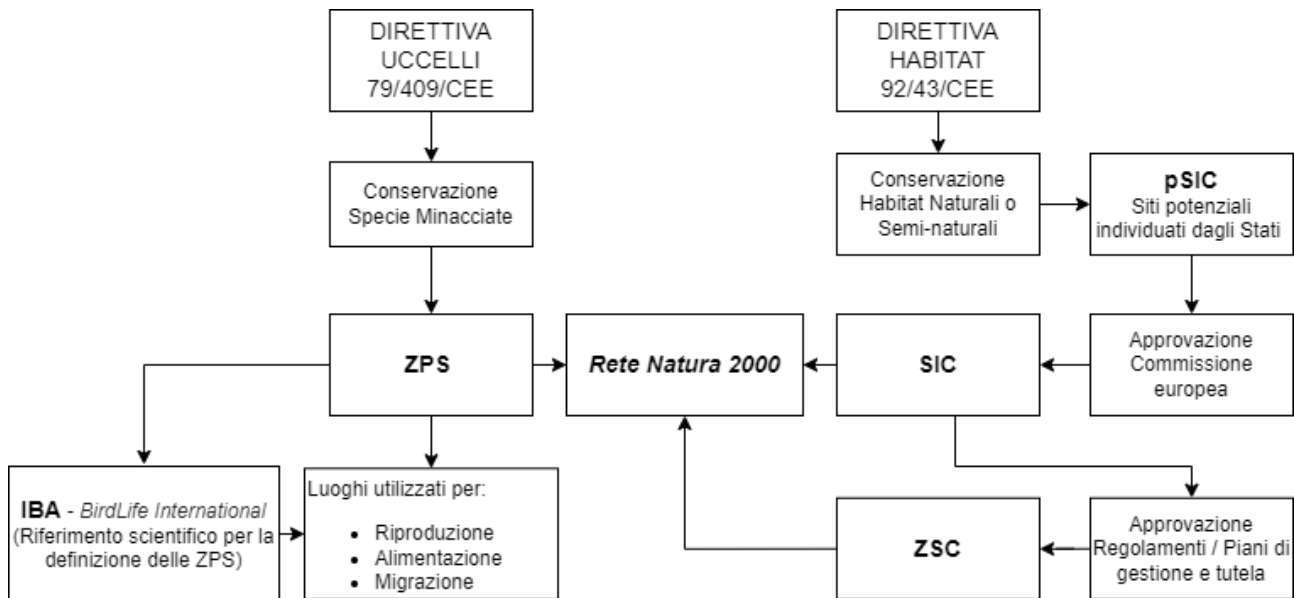 DIRETTIVA
UCCELLI
79/409/CEE
DIRETTIVA
HABITAT
92/43/CEE
Conservazione
Specie Minacciate
Conservazione
Habitat Naturali o
Semi-naturali
pSIC
Siti potenziali
individuati dagli Stati
ZPS
Rete Natura 2000
SIC
Approvazione
Commissione
europea
IBA - BirdLife International
(Riferimento scientifico per la
definizione delle ZPS)
Luoghi utilizzati per:
• Riproduzione
• Alimentazione
• Migrazione
ZSC
Approvazione
Regolamenti / Piani di
gestione e tutela